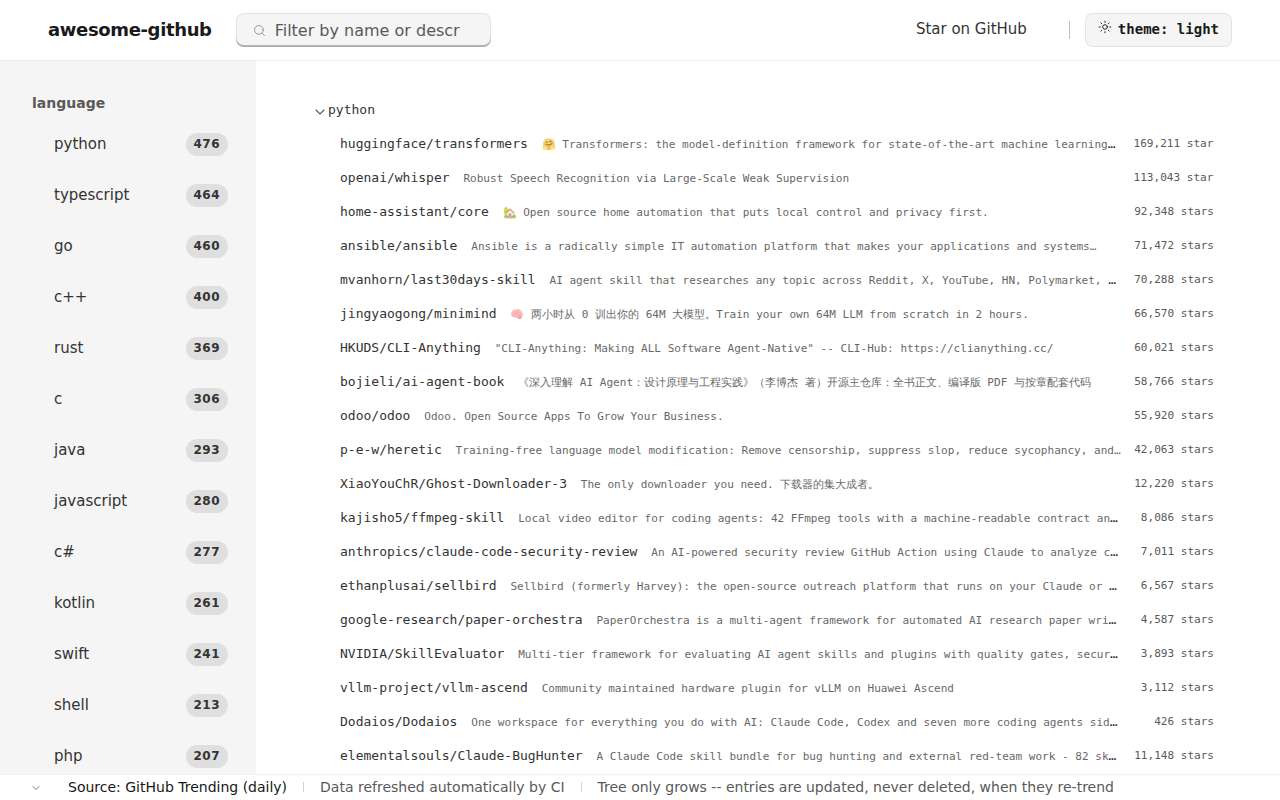 awesome-github
Filter by name or descr
Star on GitHub
theme: light
language
python 476
typescript 464
go 460
c++ 400
rust 369
c 306
java 293
javascript 280
c# 277
kotlin 261
swift 241
shell 213
php 207
python
huggingface/transformers 🤗 Transformers: the model-definition framework for state-of-the-art machine learning… 169,211 star
openai/whisper Robust Speech Recognition via Large-Scale Weak Supervision 113,043 star
home-assistant/core 🏡 Open source home automation that puts local control and privacy first. 92,348 stars
ansible/ansible Ansible is a radically simple IT automation platform that makes your applications and systems… 71,472 stars
mvanhorn/last30days-skill AI agent skill that researches any topic across Reddit, X, YouTube, HN, Polymarket, … 70,288 stars
jingyaogong/minimind 🧠 两小时从 0 训出你的 64M 大模型。Train your own 64M LLM from scratch in 2 hours. 66,570 stars
HKUDS/CLI-Anything "CLI-Anything: Making ALL Software Agent-Native" -- CLI-Hub: https://clianything.cc/ 60,021 stars
bojieli/ai-agent-book 《深入理解 AI Agent：设计原理与工程实践》（李博杰 著）开源主仓库：全书正文、编译版 PDF 与按章配套代码 58,766 stars
odoo/odoo Odoo. Open Source Apps To Grow Your Business. 55,920 stars
p-e-w/heretic Training-free language model modification: Remove censorship, suppress slop, reduce sycophancy, and… 42,063 stars
XiaoYouChR/Ghost-Downloader-3 The only downloader you need. 下载器的集大成者。 12,220 stars
kajisho5/ffmpeg-skill Local video editor for coding agents: 42 FFmpeg tools with a machine-readable contract an… 8,086 stars
anthropics/claude-code-security-review An AI-powered security review GitHub Action using Claude to analyze c… 7,011 stars
ethanplusai/sellbird Sellbird (formerly Harvey): the open-source outreach platform that runs on your Claude or … 6,567 stars
google-research/paper-orchestra PaperOrchestra is a multi-agent framework for automated AI research paper wri… 4,587 stars
NVIDIA/SkillEvaluator Multi-tier framework for evaluating AI agent skills and plugins with quality gates, secur… 3,893 stars
vllm-project/vllm-ascend Community maintained hardware plugin for vLLM on Huawei Ascend 3,112 stars
Dodaios/Dodaios One workspace for everything you do with AI: Claude Code, Codex and seven more coding agents sid… 426 stars
elementalsouls/Claude-BugHunter A Claude Code skill bundle for bug hunting and external red-team work - 82 sk… 11,148 stars
Source: GitHub Trending (daily)
Data refreshed automatically by CI
Tree only grows -- entries are updated, never deleted, when they re-trend